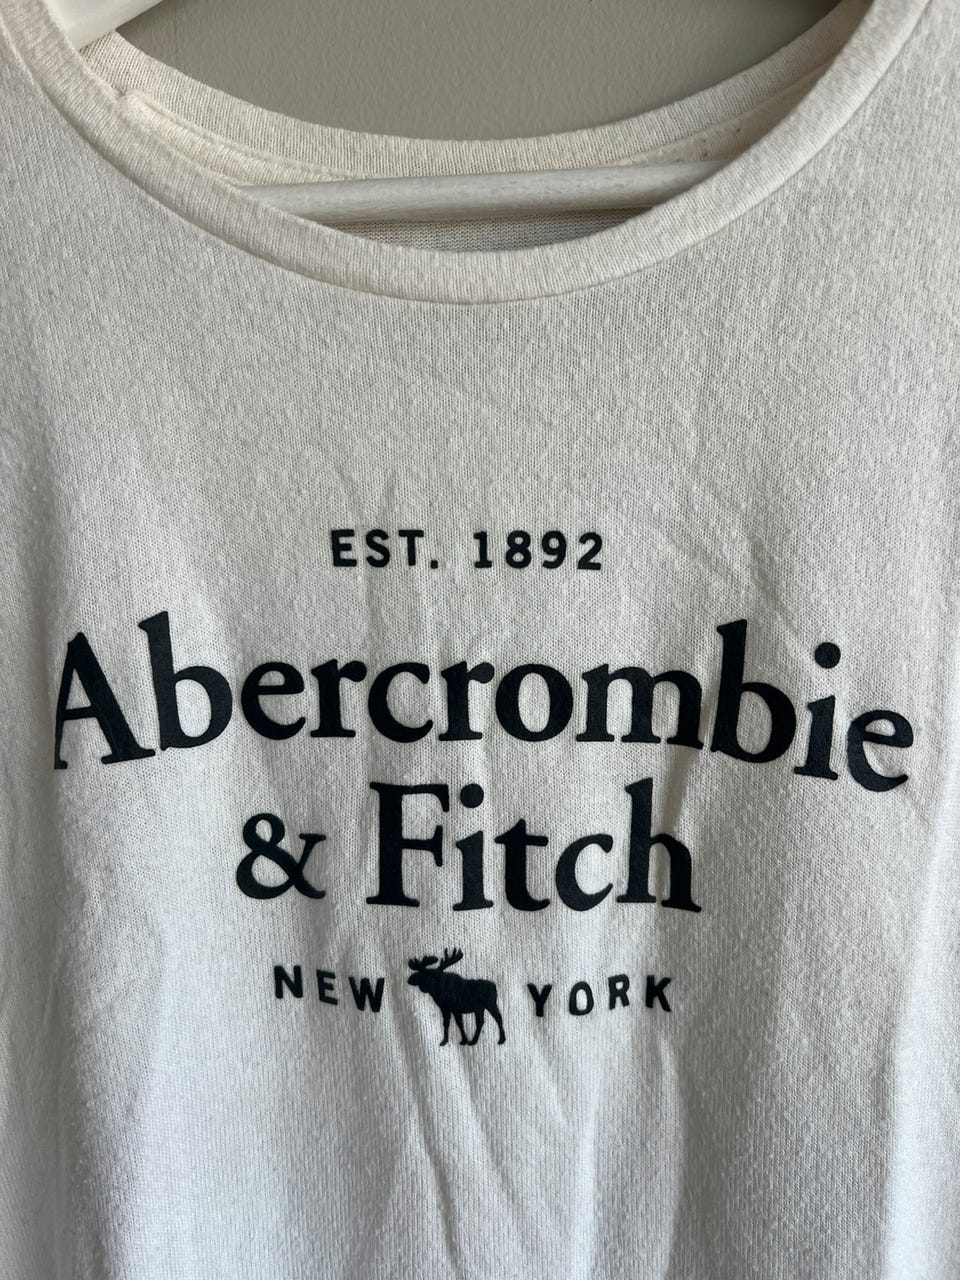 EST. 1892
Abercrombie
& Fitch
NEW YORK